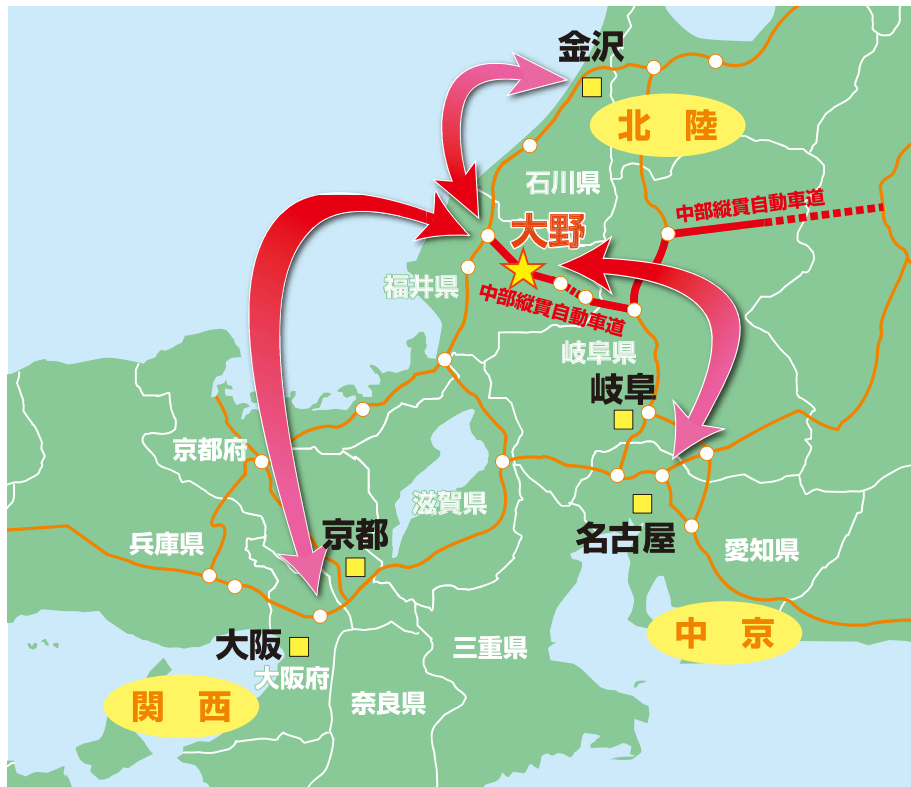 金沢
北 陸
石川県
中部縦貫自動車道
大野
福井県
中部縦貫自動車道
岐阜県
岐阜
京都府
滋賀県
京都
名古屋
兵庫県
愛知県
中 京
大阪
三重県
大阪府
奈良県
関 西